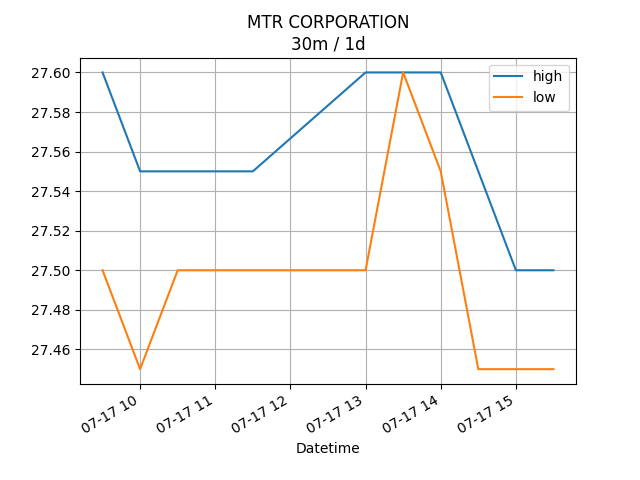 MTR CORPORATION
30m / 1d
high
low
27.60
27.58
27.56
27.54
27.52
27.50
27.48
27.46
07-17 10
07-17 11
07-17 12
07-17 13
07-17 14
07-17 15
Datetime